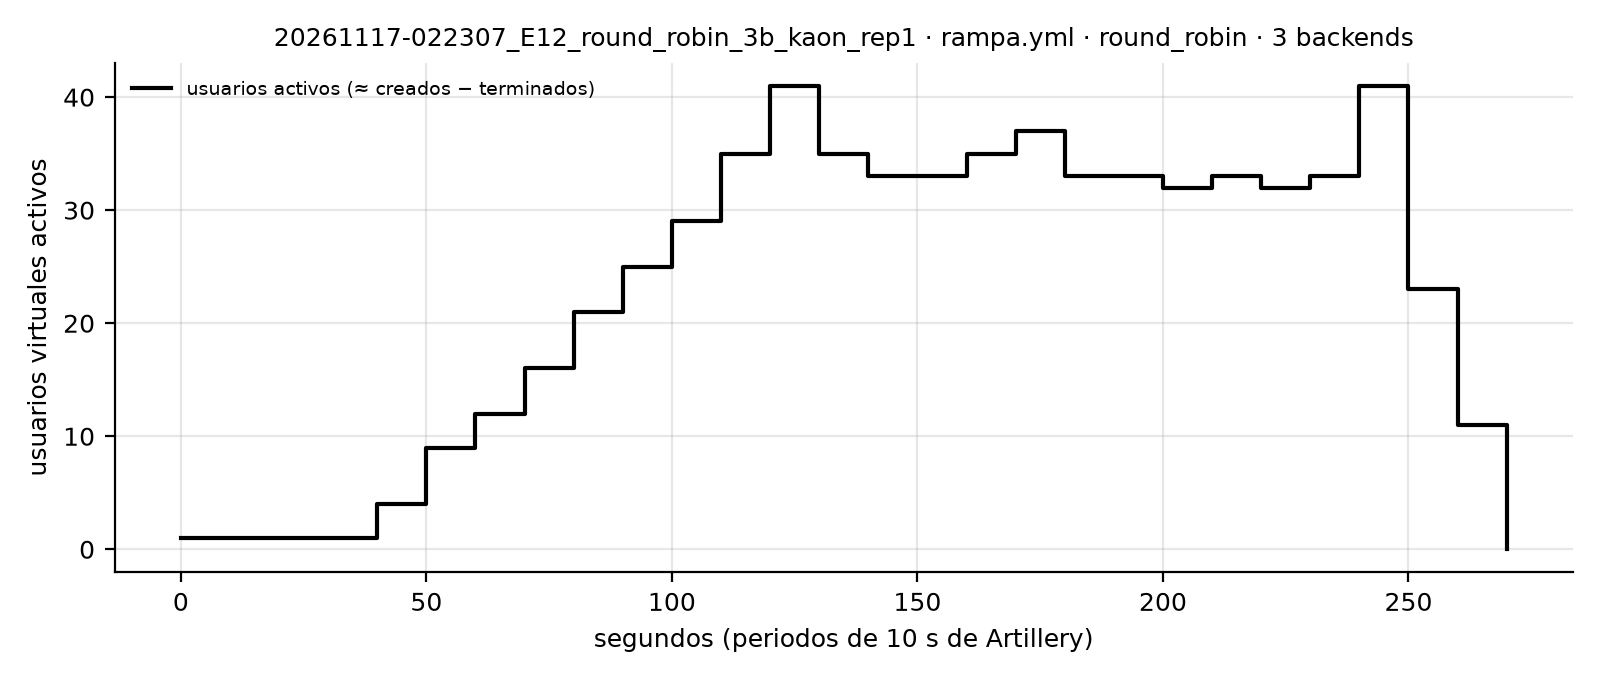 20261117-022307_E12_round_robin_3b_kaon_rep1 · rampa.yml · round_robin · 3 backends
usuarios activos (≈ creados − terminados)
usuarios virtuales activos
40
30
20
10
0
0 50 100 150 200 250
segundos (periodos de 10 s de Artillery)